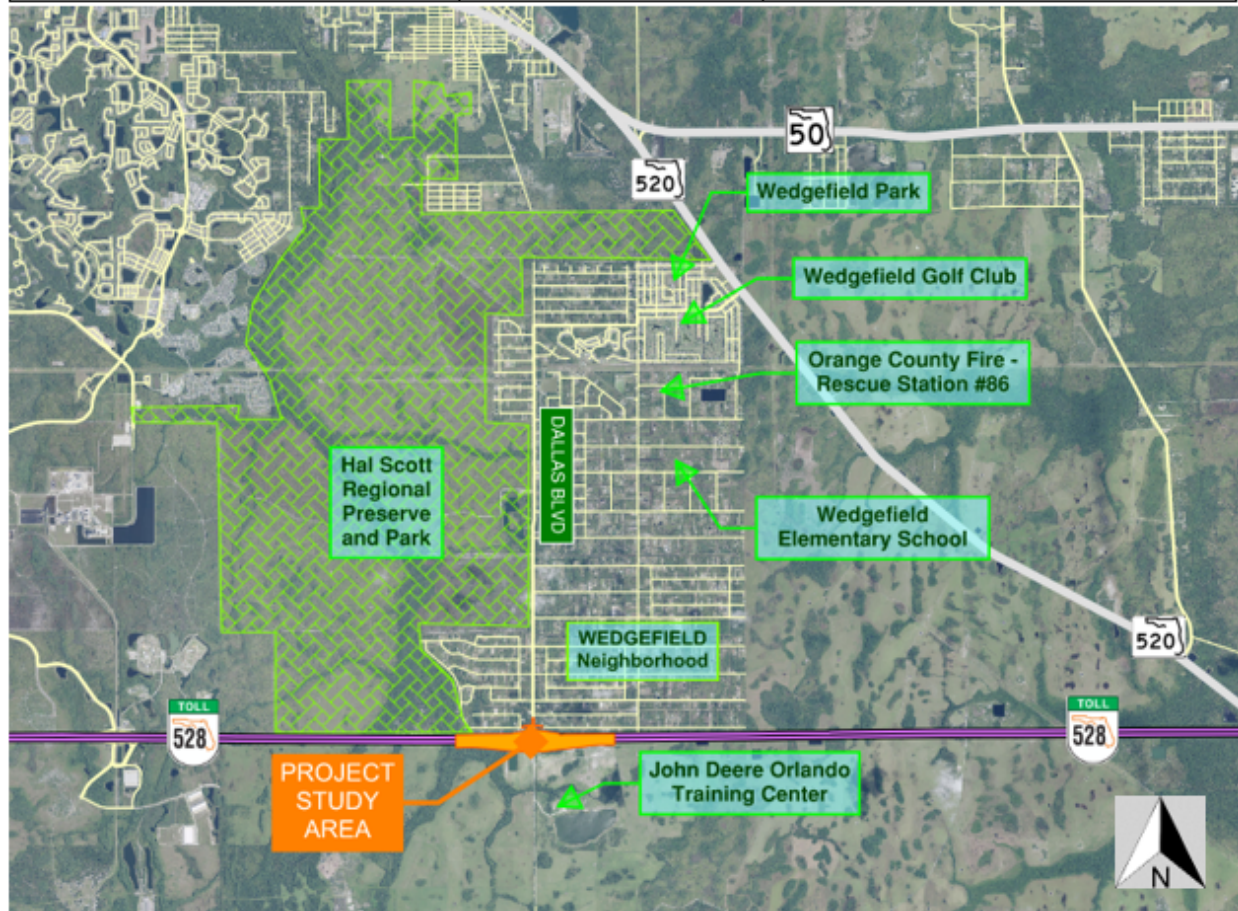 50
520
Wedgefield Park
Wedgefield Golf Club
Orange County Fire -
Rescue Station #86
DALLAS BLVD
Hal Scott
Regional
Preserve
and Park
Wedgefield
Elementary School
WEDGEFIELD
Neighborhood
520
TOLL
528
TOLL
528
PROJECT
STUDY
AREA
John Deere Orlando
Training Center
N